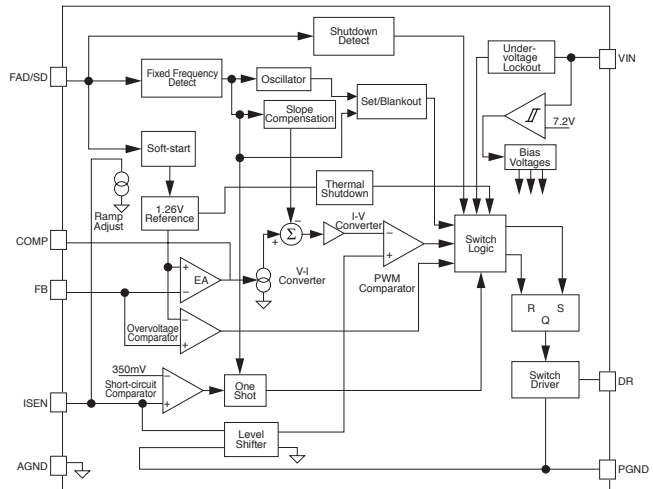 Shutdown
Detect
Under-
voltage
Lockout
VIN
FAD/SD
Fixed Frequency
Detect
Oscillator
Slope
Compensation
Set/Blankout
7.2V
Bias
Voltages
Soft-start
Thermal
Shutdown
1.26V
Reference
Ramp
Adjust
COMP
+
−
Σ
I-V
Converter
−
+
PWM
Comparator
Switch
Logic
+
−
EA
V-I
Converter
FB
Overvoltage
Comparator
−
+
R S
Q
350mV
Short-circuit
Comparator
−
+
One
Shot
Switch
Driver
DR
ISEN
Level
Shifter
AGND
PGND